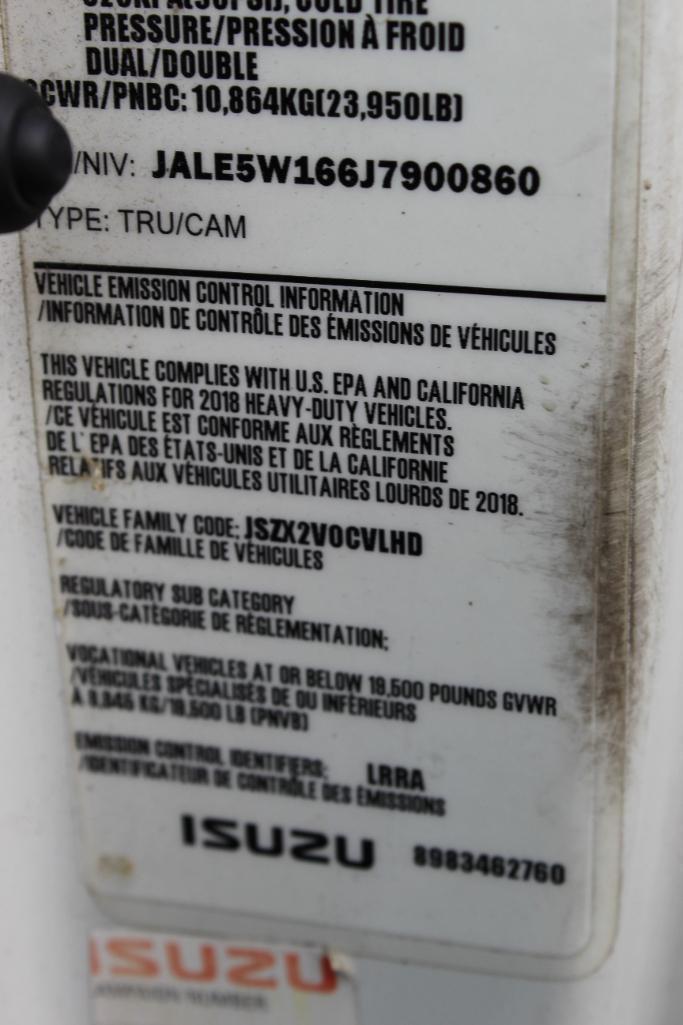 COLD TIRE
PRESSURE/PRESSION À FROID
DUAL/DOUBLE
GCWR/PNBC: 10,864KG(23,950LB)
/NIV: JALE5W166J7900860
TYPE: TRU/CAM
VEHICLE EMISSION CONTROL INFORMATION
/INFORMATION DE CONTRÔLE DES ÉMISSIONS DE VÉHICULES
THIS VEHICLE COMPLIES WITH U.S. EPA AND CALIFORNIA
REGULATIONS FOR 2018 HEAVY-DUTY VEHICLES.
/CE VÉHICULE EST CONFORME AUX RÈGLEMENTS
DE L' EPA DES ÉTATS-UNIS ET DE LA CALIFORNIE
RELATIFS AUX VÉHICULES UTILITAIRES LOURDS DE 2018.
VEHICLE FAMILY CODE: JSZX2VOCVLHD
/CODE DE FAMILLE DE VÉHICULES
REGULATORY SUB CATEGORY
/SOUS-CATÉGORIE DE RÉGLEMENTATION:
VOCATIONAL VEHICLES AT OR BELOW 19,500 POUNDS GVWR
/VÉHICULES SPÉCIALISÉS DE OU INFÉRIEURS
À 8,845 KG/19,500 LB (PNVB)
EMISSION CONTROL IDENTIFIERS: LRRA
/IDENTIFICATEUR DE CONTRÔLE DES ÉMISSIONS
ISUZU 8983462760
ISUZU
CAMPAIGN NUMBER